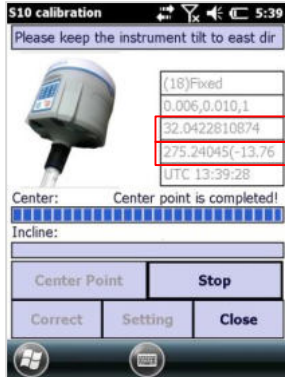 S10 calibration
5:39
Please keep the instrument tilt to east dir
(18)Fixed
0.006,0.010,1
32.0422810874
275.24045(-13.76
UTC 13:39:28
Center:
Center point is completed!
Incline:
Center Point
Stop
Correct
Setting
Close